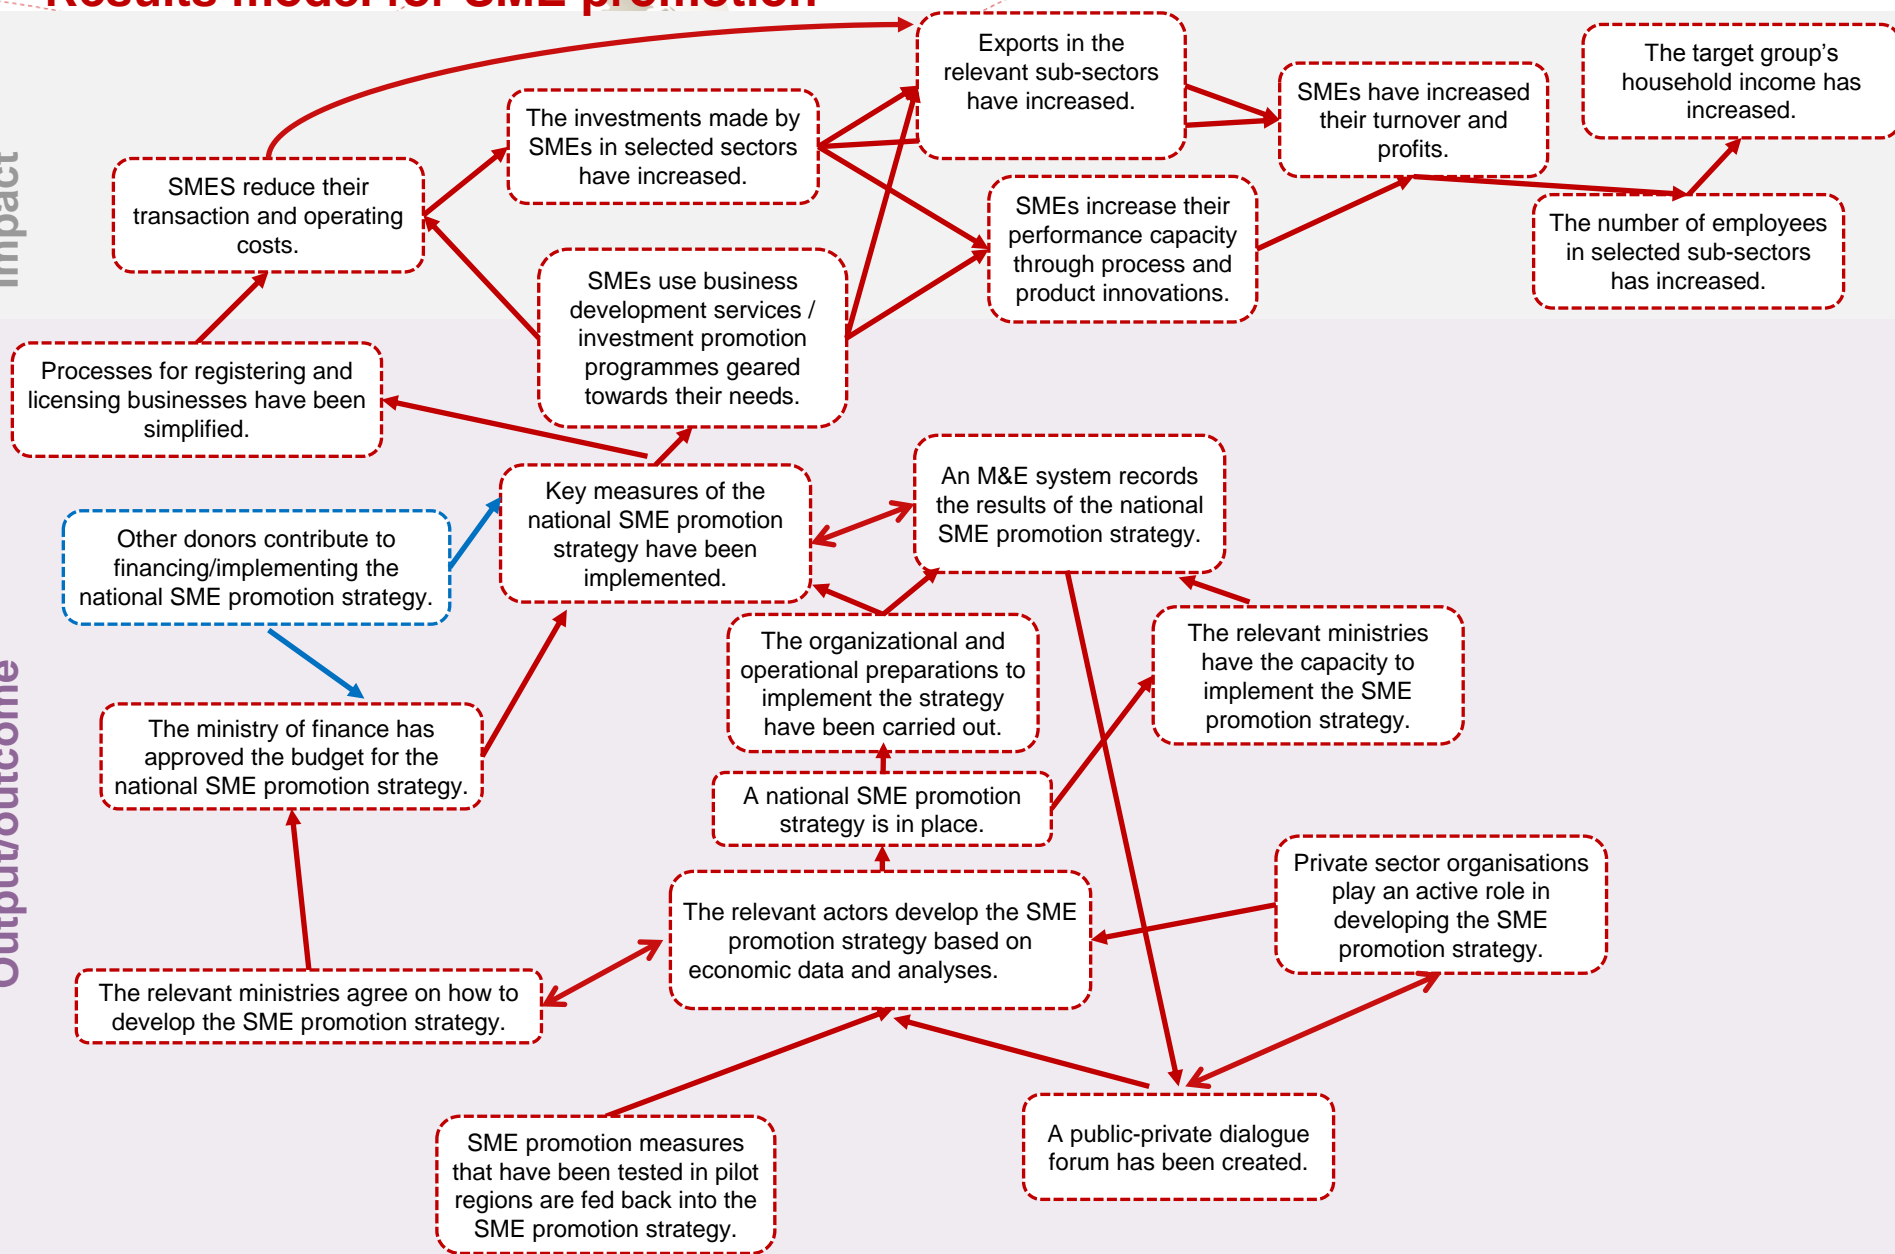 Results model for SME promotion
Impact
Exports in the
relevant sub-sectors
have increased.
The target group's
household income has
increased.
SMEs have increased
their turnover and
profits.
The investments made by
SMEs in selected sectors
have increased.
SMES reduce their
transaction and operating
costs.
SMEs increase their
performance capacity
through process and
product innovations.
The number of employees
in selected sub-sectors
has increased.
SMEs use business
development services /
investment promotion
programmes geared
towards their needs.
Processes for registering and
licensing businesses have been
simplified.
Output/outcome
Key measures of the
national SME promotion
strategy have been
implemented.
An M&E system records
the results of the national
SME promotion strategy.
Other donors contribute to
financing/implementing the
national SME promotion strategy.
The organizational and
operational preparations to
implement the strategy
have been carried out.
The relevant ministries
have the capacity to
implement the SME
promotion strategy.
The ministry of finance has
approved the budget for the
national SME promotion strategy.
A national SME promotion
strategy is in place.
Private sector organisations
play an active role in
developing the SME
promotion strategy.
The relevant actors develop the SME
promotion strategy based on
economic data and analyses.
The relevant ministries agree on how to
develop the SME promotion strategy.
A public-private dialogue
forum has been created.
SME promotion measures
that have been tested in pilot
regions are fed back into the
SME promotion strategy.